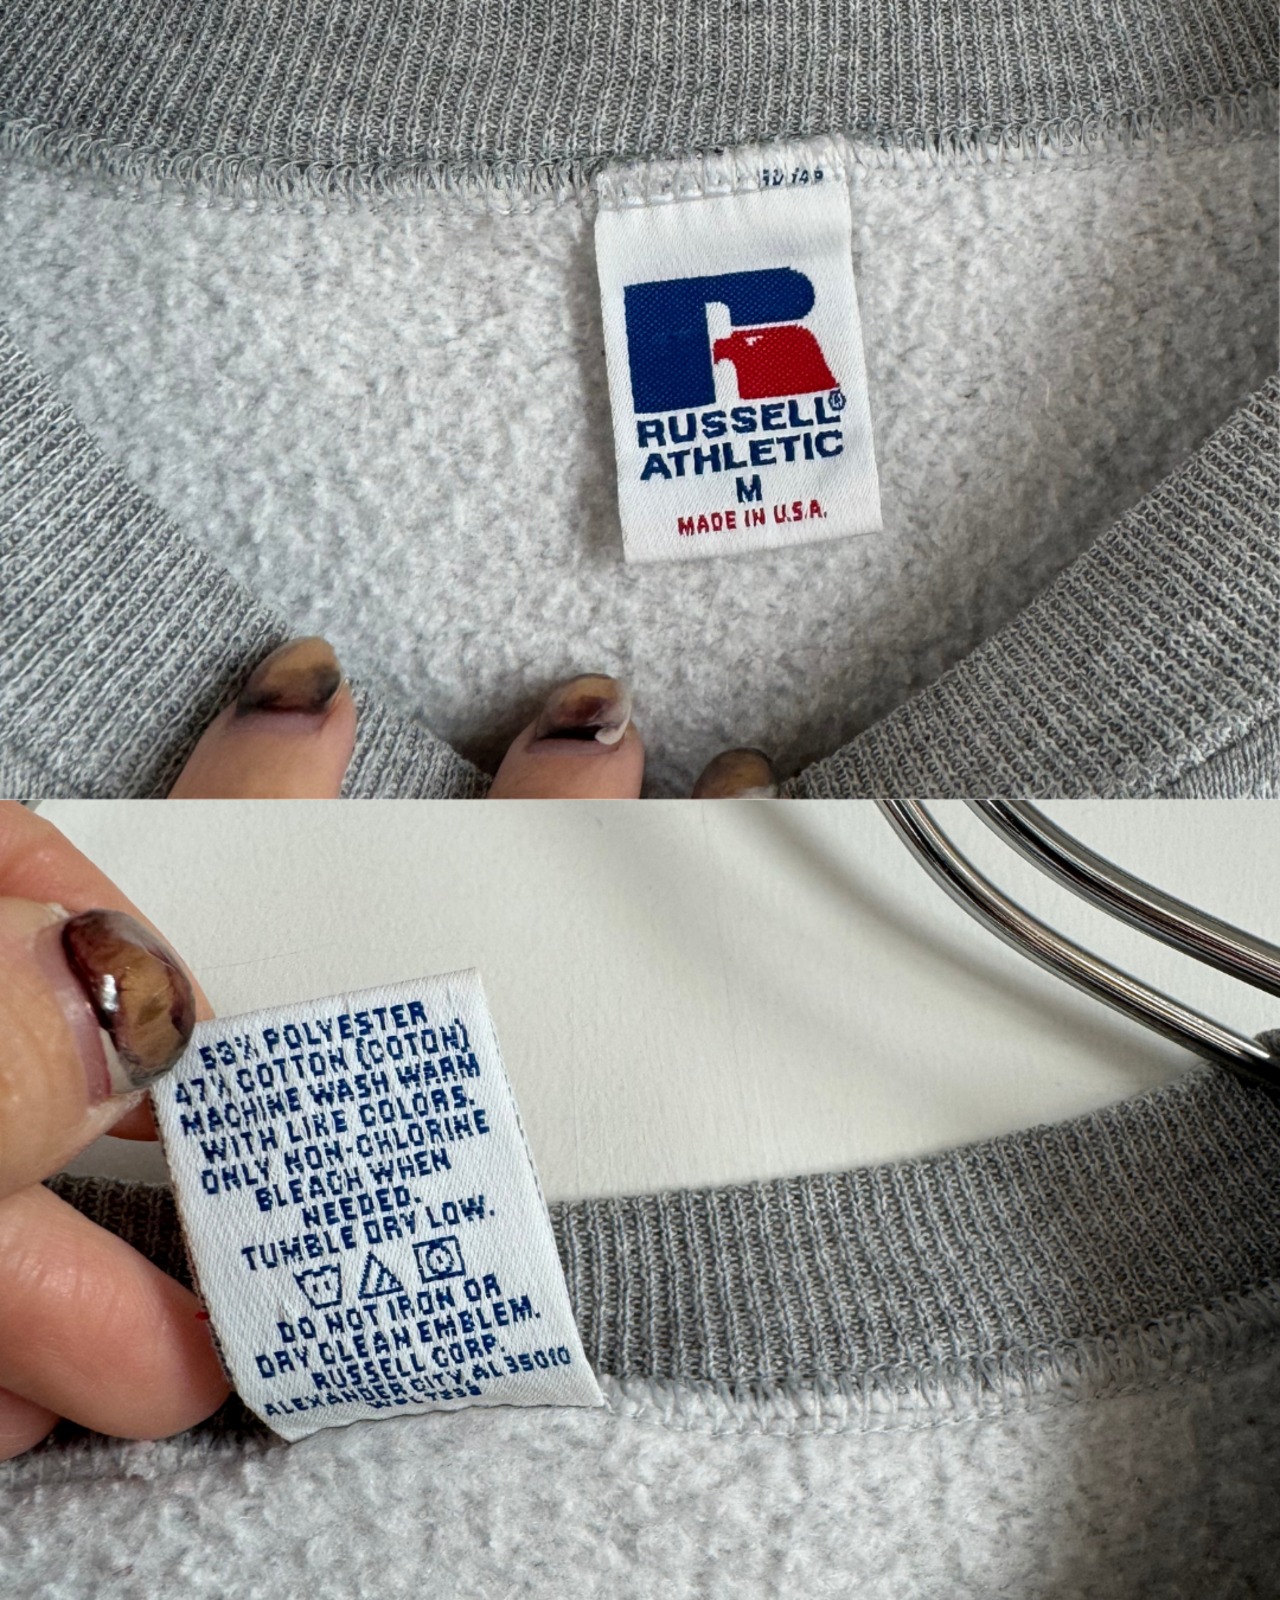 RUSSELL®
ATHLETIC
M
MADE IN U.S.A.
53% POLYESTER
47% COTTON (COTON)
MACHINE WASH WARM
WITH LIKE COLORS.
ONLY NON-CHLORINE
BLEACH WHEN
NEEDED.
TUMBLE DRY LOW.
DO NOT IRON OR
DRY CLEAN EMBLEM.
RUSSELL CORP.
ALEXANDER CITY, AL 35010